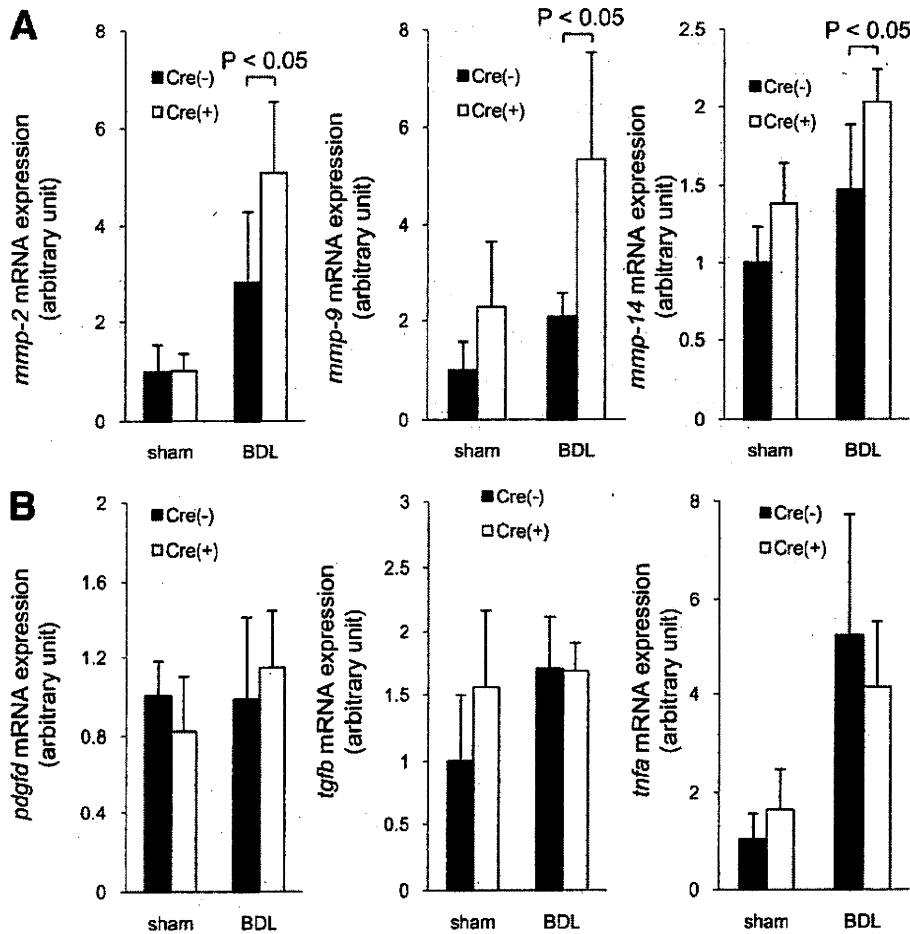 A
mmp-2 mRNA expression
(arbitrary unit)
8
6
4
2
0
Cre(-)
Cre(+)
P < 0.05
sham
BDL
mmp-9 mRNA expression
(arbitrary unit)
8
6
4
2
0
Cre(-)
Cre(+)
P < 0.05
sham
BDL
mmp-14 mRNA expression
(arbitrary unit)
2.5
2
1.5
1
0.5
0
Cre(-)
Cre(+)
P < 0.05
sham
BDL
B
pdgfd mRNA expression
(arbitrary unit)
2
1.6
1.2
0.8
0.4
0
Cre(-)
Cre(+)
sham
BDL
tgfb mRNA expression
(arbitrary unit)
3
2.5
2
1.5
1
0.5
0
Cre(-)
Cre(+)
sham
BDL
tnfa mRNA expression
(arbitrary unit)
8
6
4
2
0
Cre(-)
Cre(+)
sham
BDL